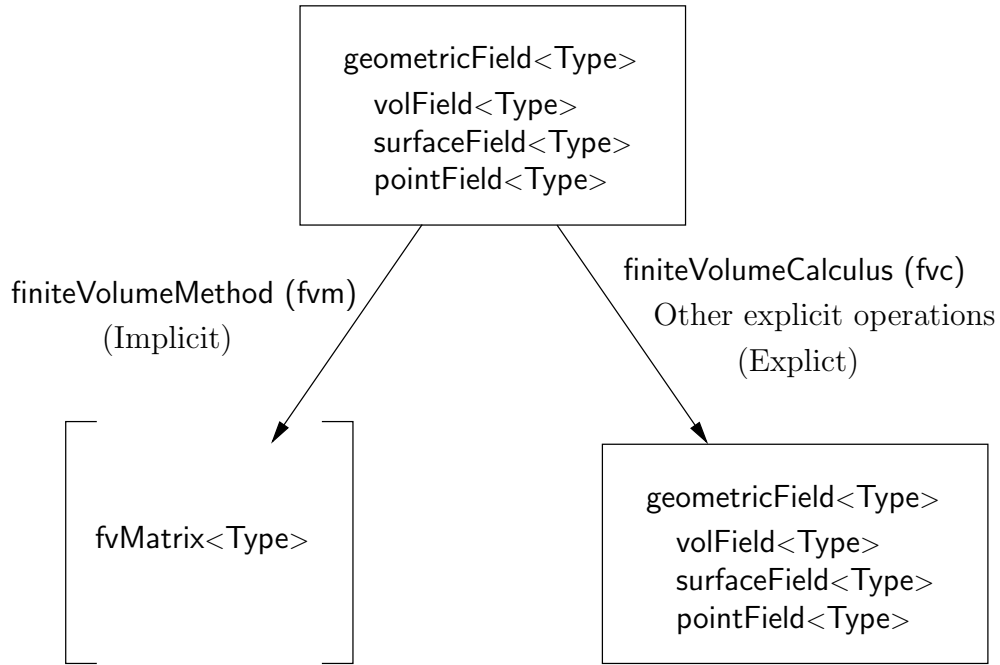 geometricField<Type>
volField<Type>
surfaceField<Type>
pointField<Type>
finiteVolumeMethod (fvm)
(Implicit)
finiteVolumeCalculus (fvc)
Other explicit operations
(Explict)
fvMatrix<Type>
geometricField<Type>
volField<Type>
surfaceField<Type>
pointField<Type>